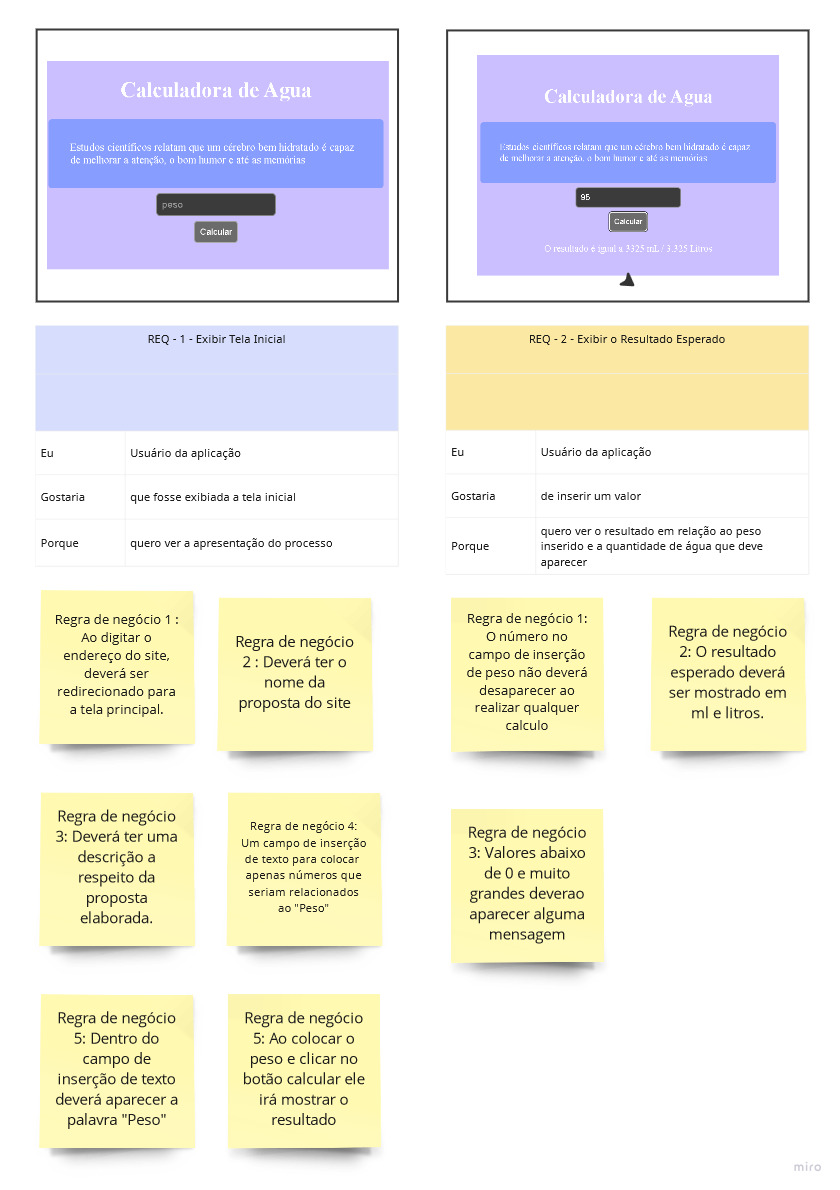 Calculadora de Agua
Estudos científicos relatam que um cérebro bem hidratado é capaz
de melhorar a atenção, o bom humor e até as memórias
peso
Calcular
Calculadora de Agua
Estudos científicos relatam que um cérebro bem hidratado é capaz
de melhorar a atenção, o bom humor e até as memórias
95
Calcular
O resultado é igual a 3325 mL / 3.325 Litros
REQ - 1 - Exibir Tela Inicial
Eu
Usuário da aplicação
Gostaria
que fosse exibiada a tela inicial
Porque
quero ver a apresentação do processo
REQ - 2 - Exibir o Resultado Esperado
Eu
Usuário da aplicação
Gostaria
de inserir um valor
Porque
quero ver o resultado em relação ao peso
inserido e a quantidade de água que deve
aparecer
Regra de negócio 1 :
Ao digitar o
endereço do site,
deverá ser
redirecionado para
a tela principal.
Regra de negócio
2 : Deverá ter o
nome da
proposta do site
Regra de negócio 1:
O número no
campo de inserção
de peso não deverá
desaparecer ao
realizar qualquer
calculo
Regra de negócio
2: O resultado
esperado deverá
ser mostrado em
ml e litros.
Regra de negócio
3: Deverá ter uma
descrição a
respeito da
proposta
elaborada.
Regra de negócio 4:
Um campo de inserção
de texto para colocar
apenas números que
seriam relacionados
ao "Peso"
Regra de negócio
3: Valores abaixo
de 0 e muito
grandes deverao
aparecer alguma
mensagem
Regra de negócio
5: Dentro do
campo de
inserção de texto
deverá aparecer a
palavra "Peso"
Regra de negócio
5: Ao colocar o
peso e clicar no
botão calcular ele
irá mostrar o
resultado
miro